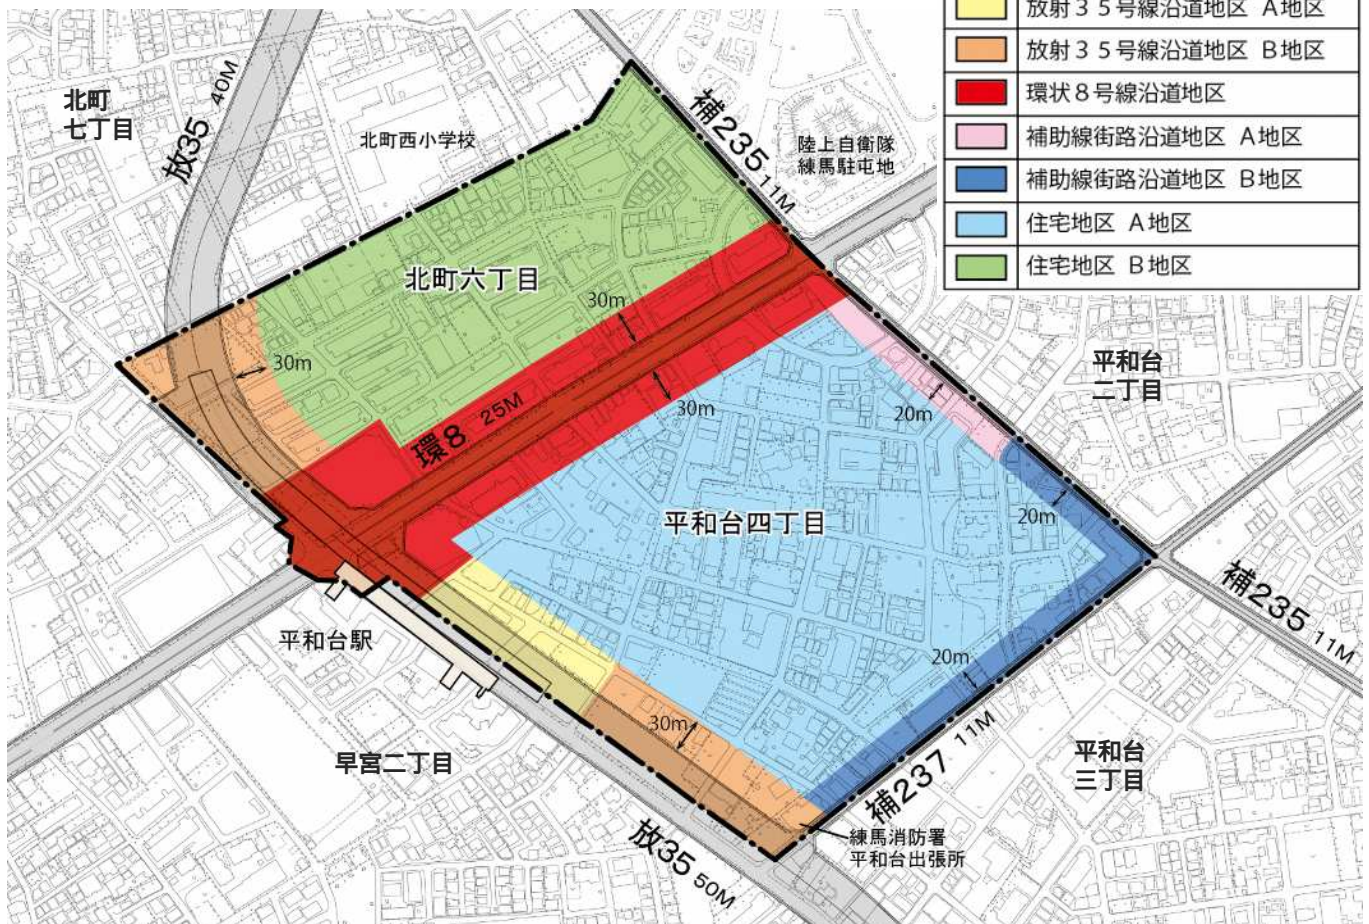 放射３５号線沿道地区 A地区
放射３５号線沿道地区 B地区
環状８号線沿道地区
補助線街路沿道地区 A地区
補助線街路沿道地区 B地区
住宅地区 A地区
住宅地区 B地区
北町
七丁目
放35 40M
北町西小学校
補235 11M
陸上自衛隊
練馬駐屯地
北町六丁目
30m
30m
環8 25M
30m
平和台
二丁目
20m
平和台四丁目
20m
補235 11M
平和台駅
20m
30m
早宮二丁目
補237 11M
平和台
三丁目
練馬消防署
平和台出張所
放35 50M